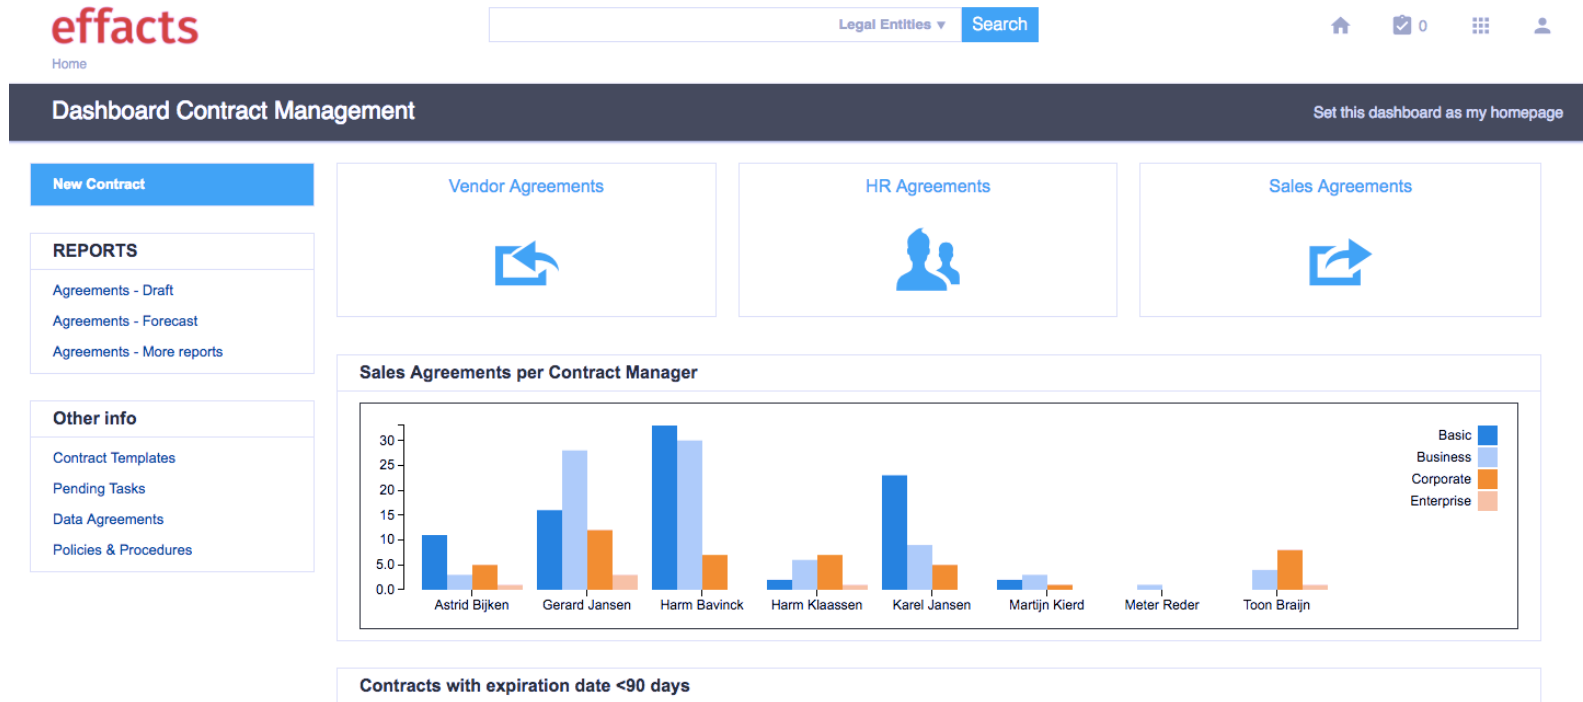 effacts
Legal Entities ▼
Search
0
Home
Dashboard Contract Management
Set this dashboard as my homepage
New Contract
REPORTS
Agreements - Draft
Agreements - Forecast
Agreements - More reports
Other info
Contract Templates
Pending Tasks
Data Agreements
Policies & Procedures
Vendor Agreements
HR Agreements
Sales Agreements
Sales Agreements per Contract Manager
30
25
20
15
10
5.0
0.0
Astrid Bijken
Gerard Jansen
Harm Bavinck
Harm Klaassen
Karel Jansen
Martijn Kierd
Meter Reder
Toon Braijn
Basic
Business
Corporate
Enterprise
Contracts with expiration date <90 days